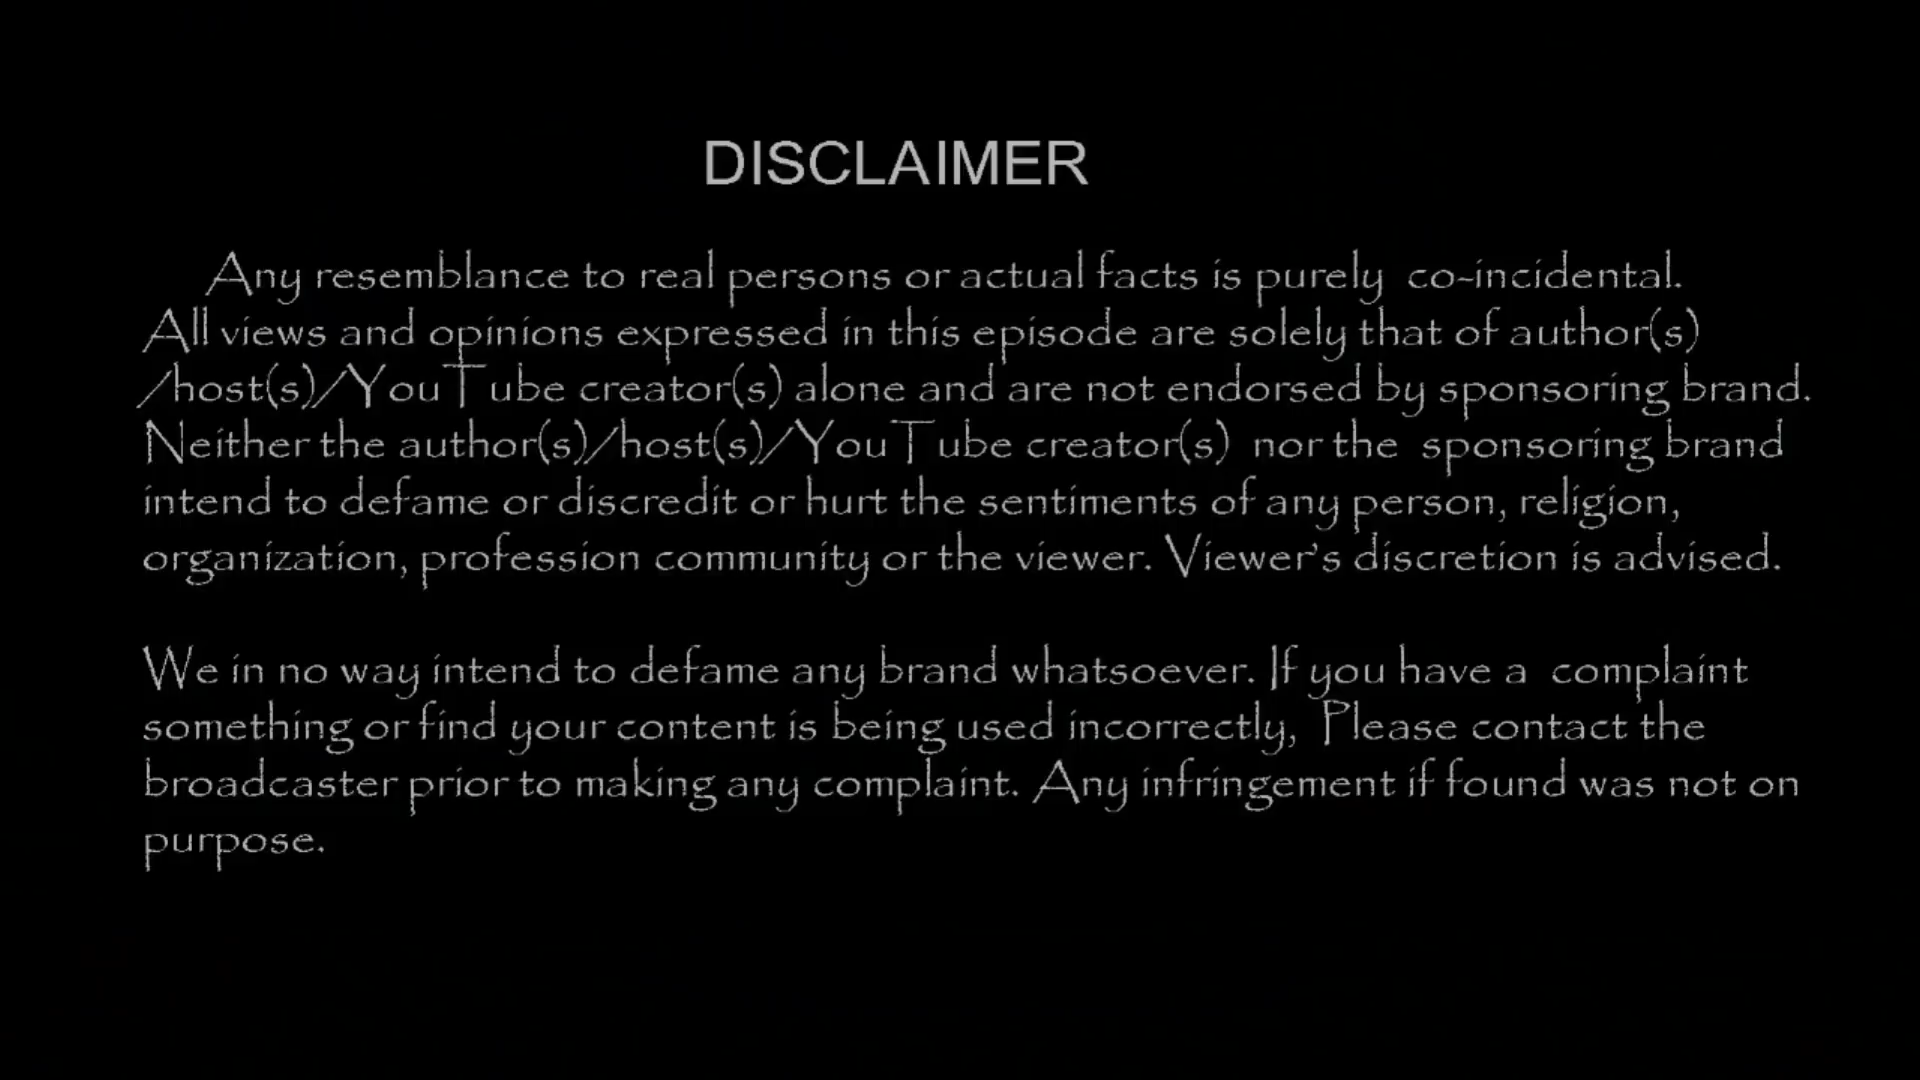 DISCLAIMER
Any resemblance to real persons or actual facts is purely co-incidental.
All views and opinions expressed in this episode are solely that of author(s)
/host(s)/YouTube creator(s) alone and are not endorsed by sponsoring brand.
Neither the author(s)/host(s)/YouTube creator(s) nor the sponsoring brand
intend to defame or discredit or hurt the sentiments of any person, religion,
organization, profession community or the viewer. Viewer's discretion is advised.
We in no way intend to defame any brand whatsoever. If you have a complaint
something or find your content is being used incorrectly, Please contact the
broadcaster prior to making any complaint. Any infringement if found was not on
purpose.